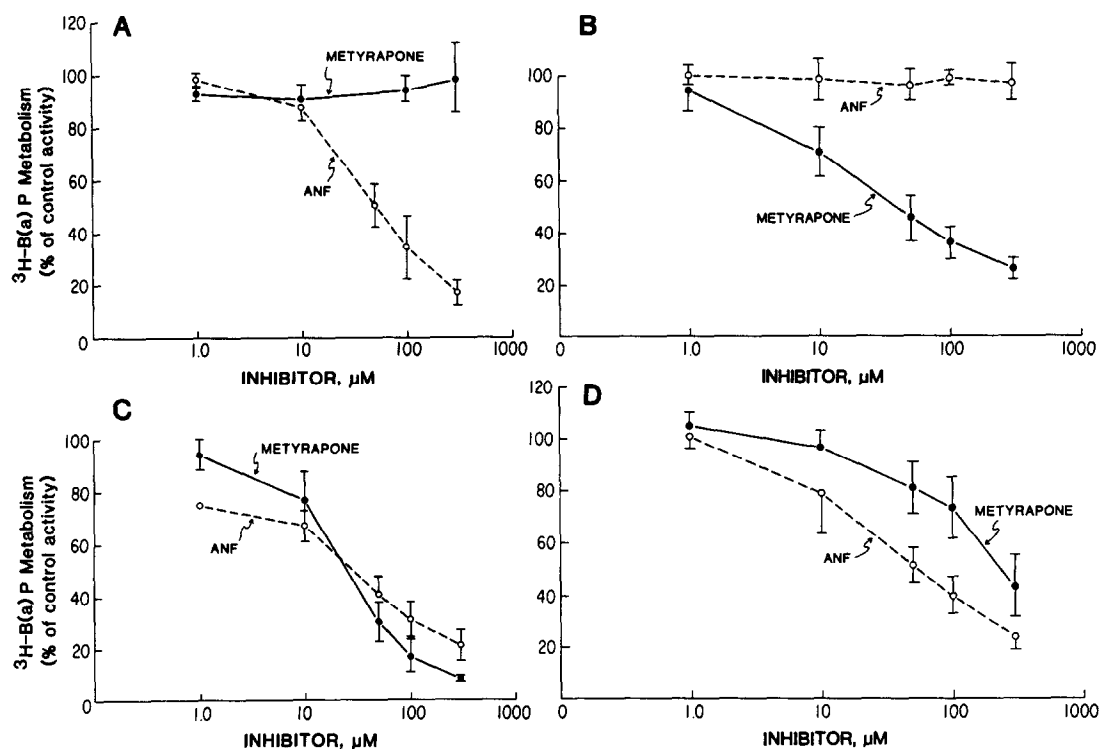 A
120
100
80
60
40
20
0
0
1.0
10
100
1000
METYRAPONE
ANF
³H-B(a) P Metabolism
(% of control activity)
INHIBITOR, µM
B
120
100
80
60
40
20
0
1.0
10
100
1000
ANF
METYRAPONE
INHIBITOR, µM
C
100
80
60
40
20
0
0
1.0
10
100
1000
METYRAPONE
ANF
³H-B(a) P Metabolism
(% of control activity)
INHIBITOR, µM
D
120
100
80
60
40
20
0
1.0
10
100
1000
METYRAPONE
ANF
INHIBITOR, µM